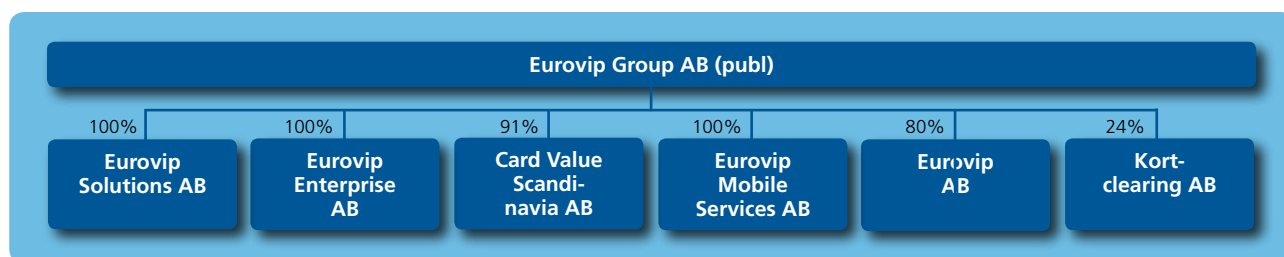 Eurovip Group AB (publ)
100%
100%
91%
100%
80%
24%
Eurovip
Solutions AB
Eurovip
Enterprise
AB
Card Value
Scandi-
navia AB
Eurovip
Mobile
Services AB
Eurovip
AB
Kort-
clearing AB